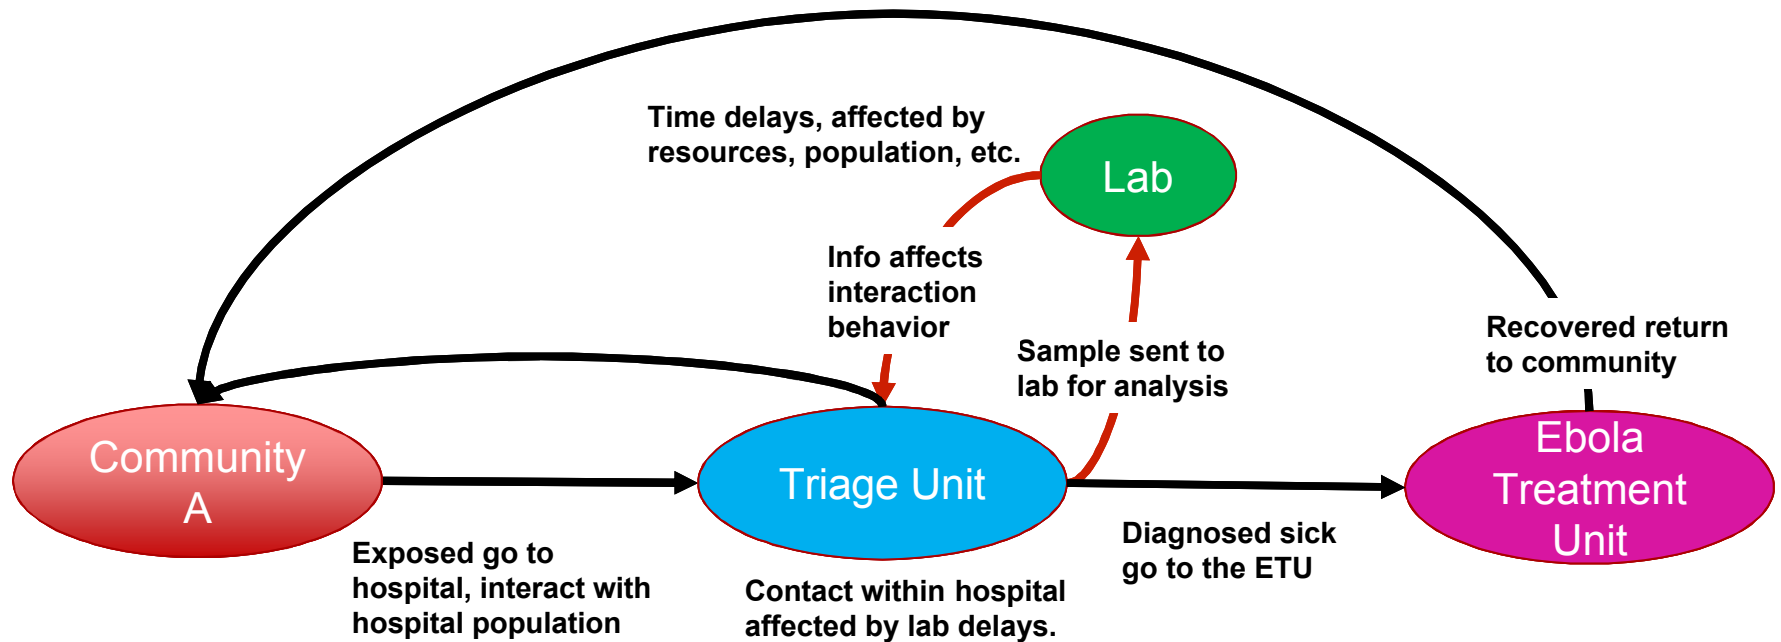 Time delays, affected by
resources, population, etc.
Lab
Info affects
interaction
behavior
Sample sent to
lab for analysis
Recovered return
to community
Community
A
Triage Unit
Ebola
Treatment
Unit
Exposed go to
hospital, interact with
hospital population
Contact within hospital
affected by lab delays.
Diagnosed sick
go to the ETU